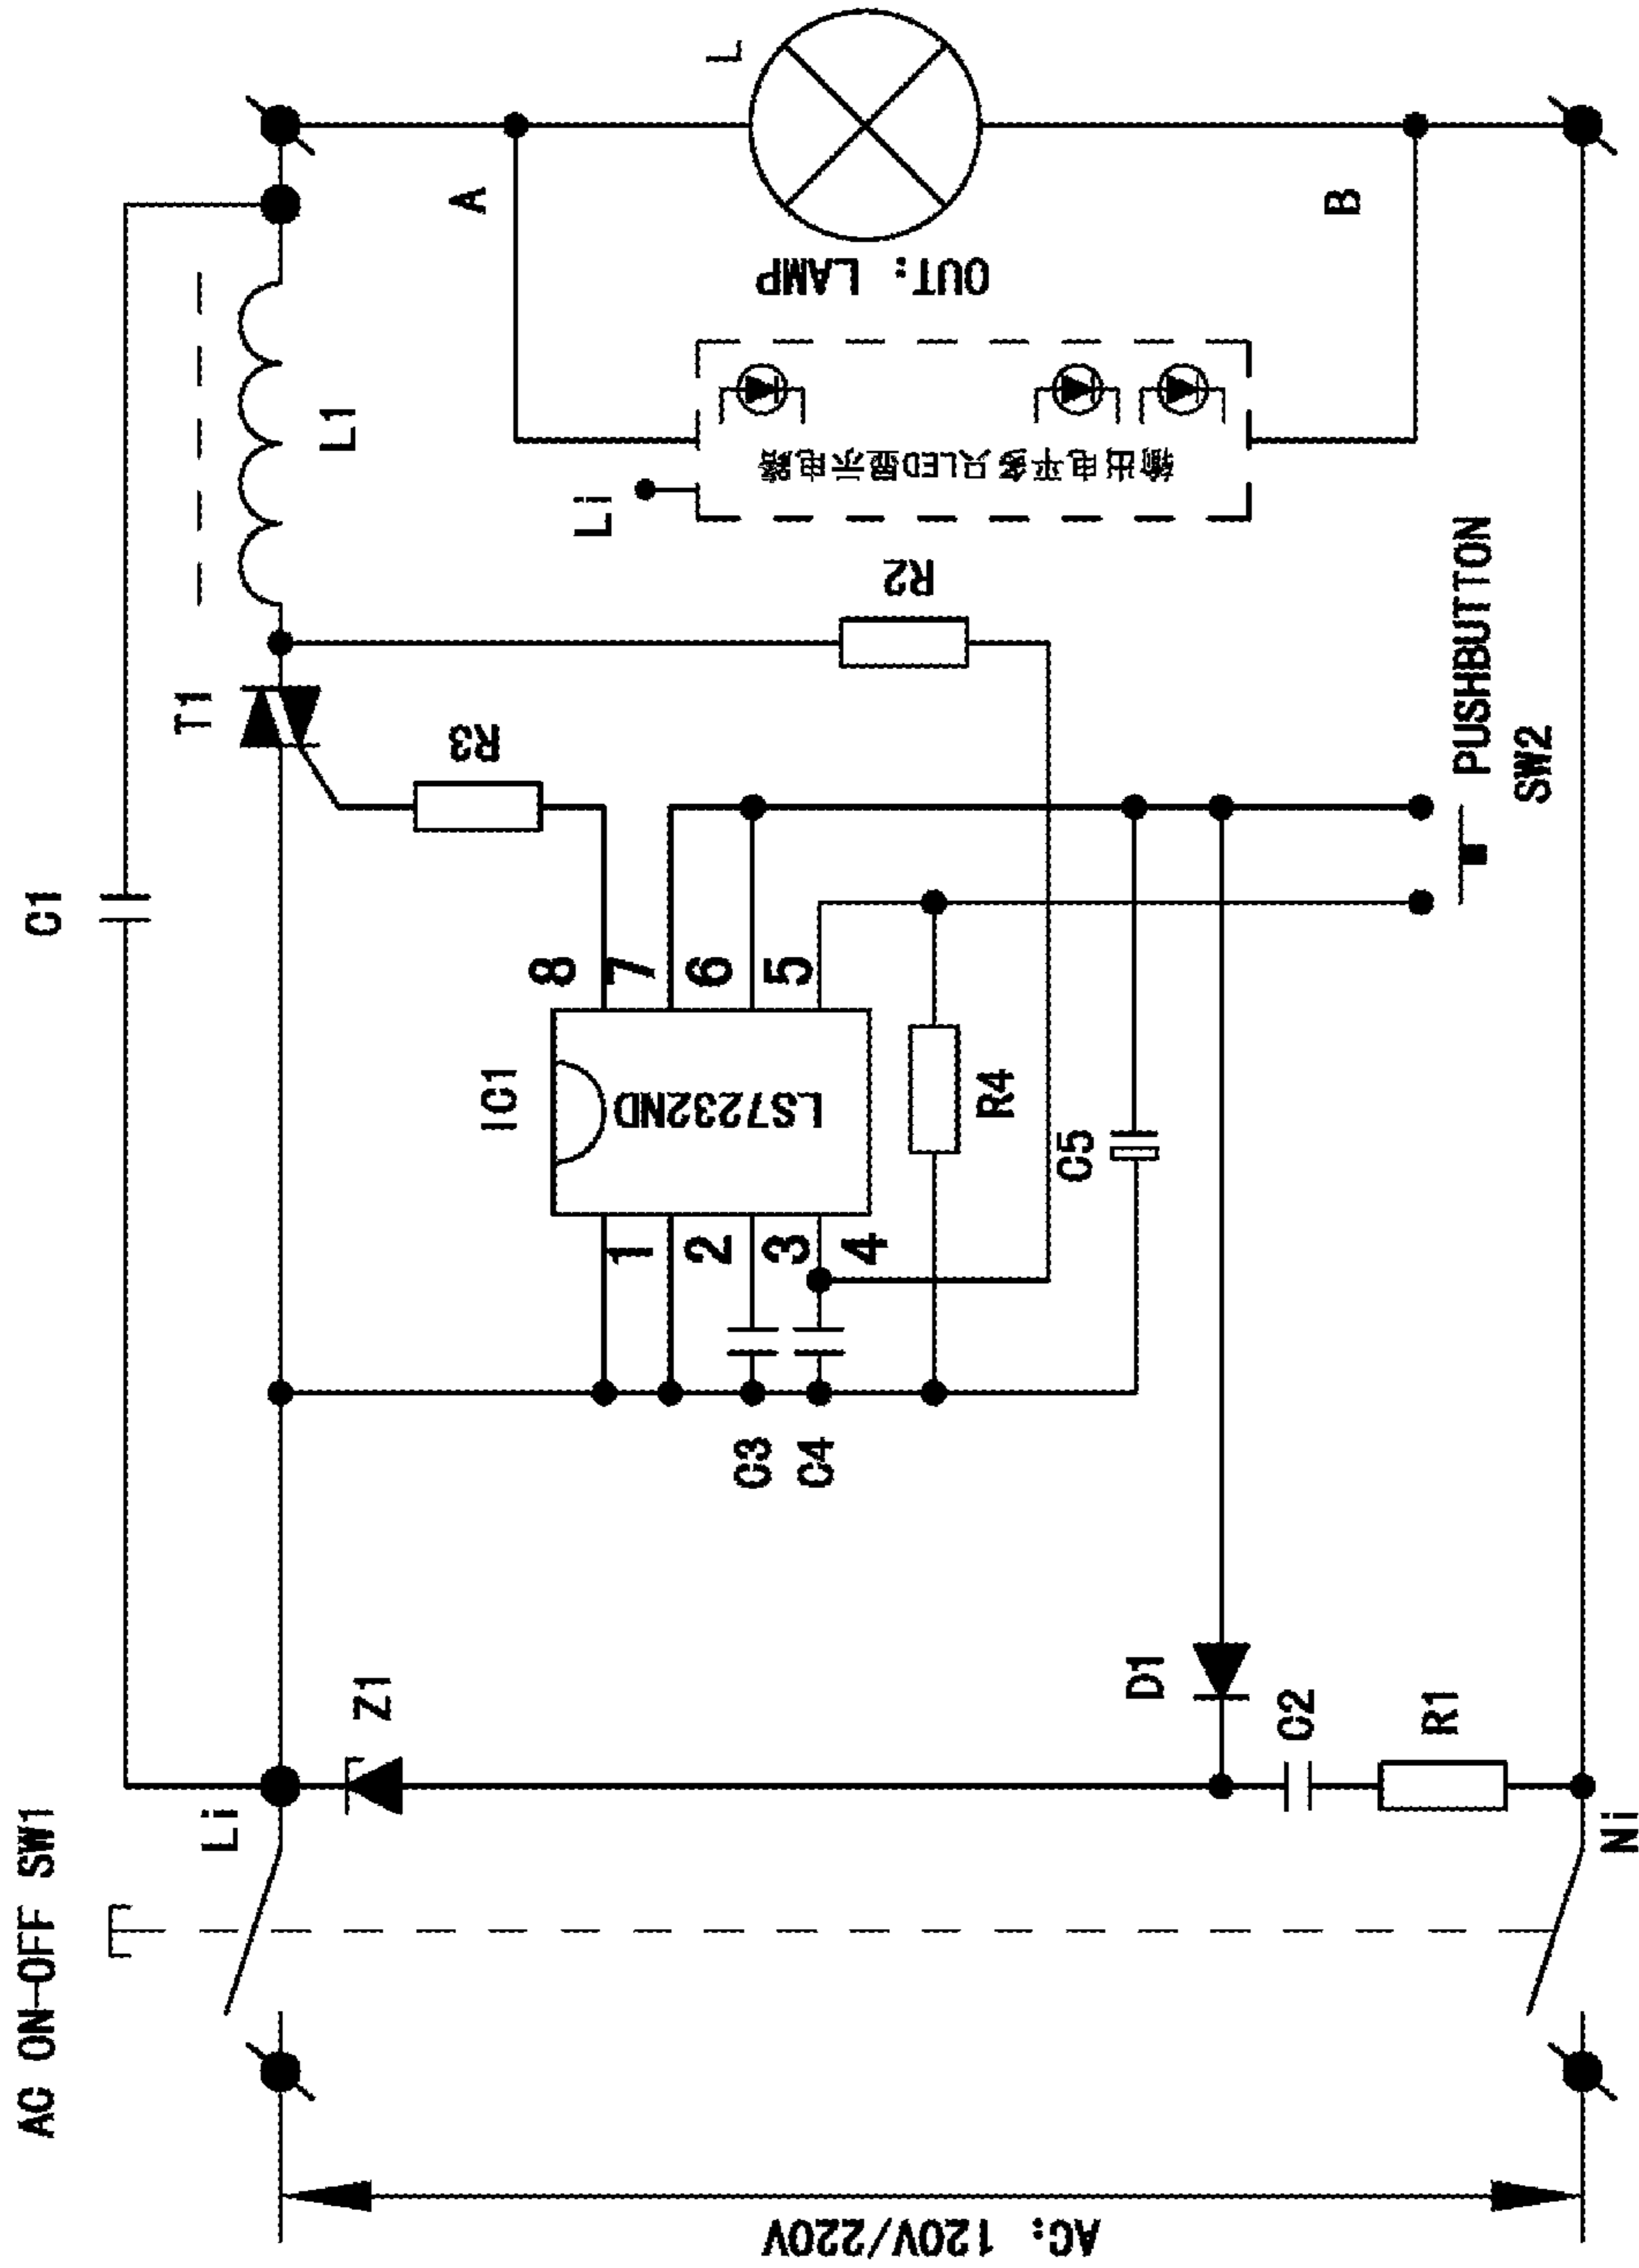 AC ON-OFF SW1
C1
Li
T1
L1
L
Z1
IC1
LS7232ND
R3
A
OUT: LAMP
8
7
6
5
1
2
3
4
C3
C4
R4
C5
R2
Li
输出电平多只LED显示电路
D1
C2
R1
PUSHBUTTON
SW2
B
Ni
AC: 120V/220V